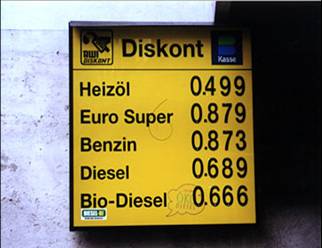 AWI
DISKONT
Diskont
Kasse
Heizöl 0.499
Euro Super 0.879
Benzin 0.873
Diesel 0.689
Bio-Diesel 0.666